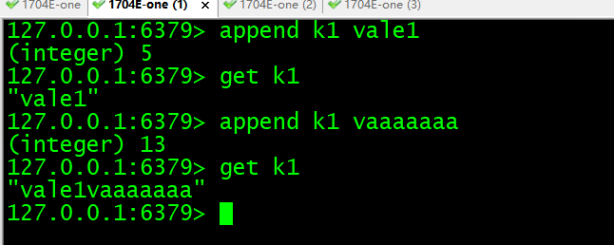 1704E-one 1704E-one (1) × 1704E-one (2) 1704E-one (3)
127.0.0.1:6379> append k1 vale1
(integer) 5
127.0.0.1:6379> get k1
"vale1"
127.0.0.1:6379> append k1 vaaaaaaa
(integer) 13
127.0.0.1:6379> get k1
"vale1vaaaaaaa"
127.0.0.1:6379>